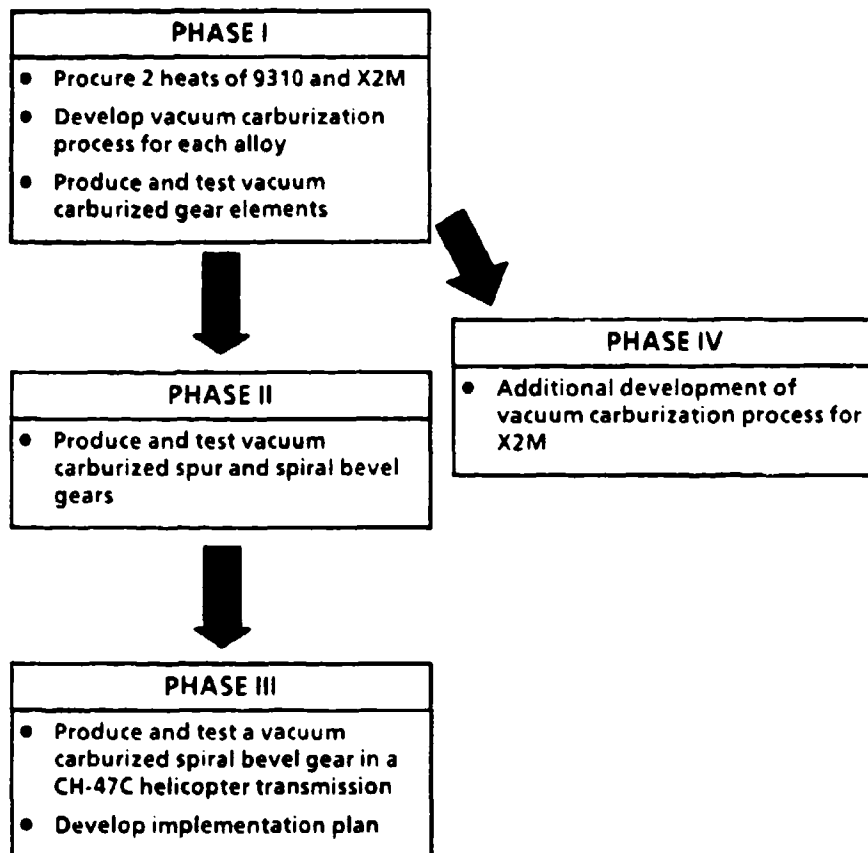 PHASE I
● Procure 2 heats of 9310 and X2M
● Develop vacuum carburization
process for each alloy
● Produce and test vacuum
carburized gear elements
PHASE IV
● Additional development of
vacuum carburization process for
X2M
PHASE II
● Produce and test vacuum
carburized spur and spiral bevel
gears
PHASE III
● Produce and test a vacuum
carburized spiral bevel gear in a
CH-47C helicopter transmission
● Develop implementation plan